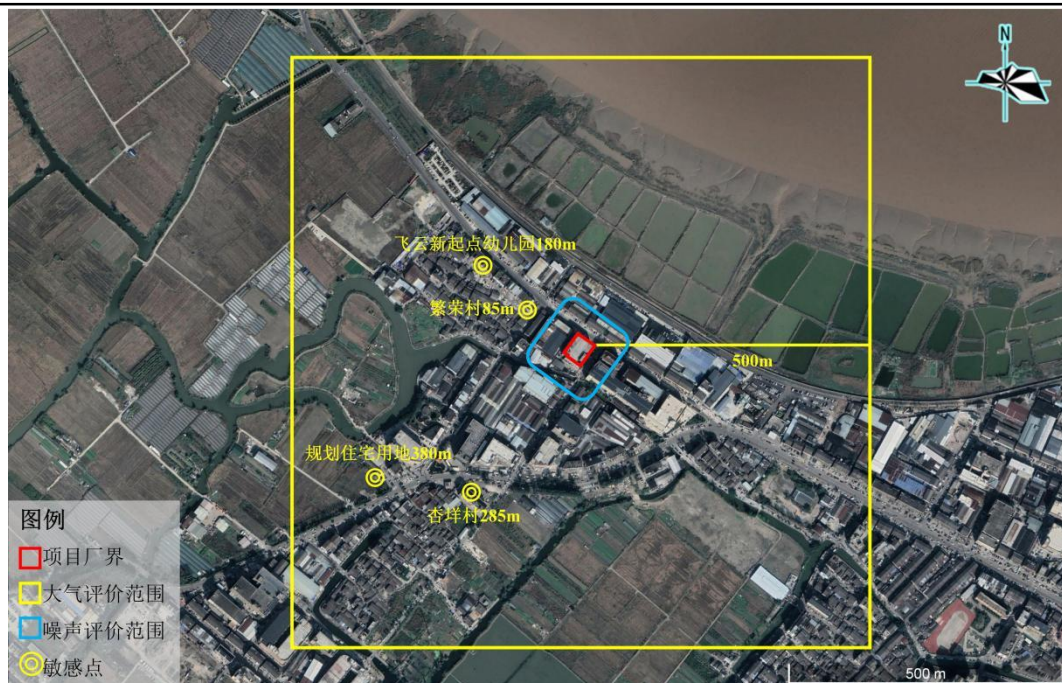 N
飞云新起点幼儿园180m
繁荣村85m
500m
规划住宅用地380m
杏垟村285m
图例
项目厂界
大气评价范围
噪声评价范围
敏感点
500 m